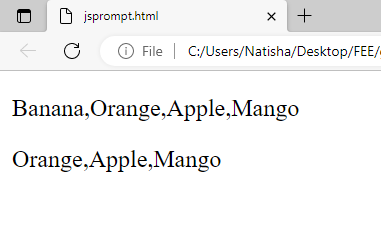 jsprompt.html
File
C:/Users/Natisha/Desktop/FEE/
Banana,Orange,Apple,Mango
Orange,Apple,Mango